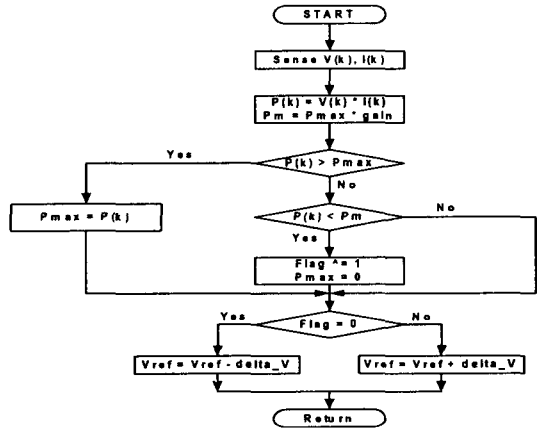 START
Sense V(k), I(k)
P(k) = V(k) * I(k)
Pm = Pmax * gain
Yes
P(k) > Pmax
No
Pmax = P(k)
P(k) < Pm
No
Yes
Flag ^= 1
Pmax = 0
Yes
Flag = 0
No
Vref = Vref - delta_V
Vref = Vref + delta_V
Return